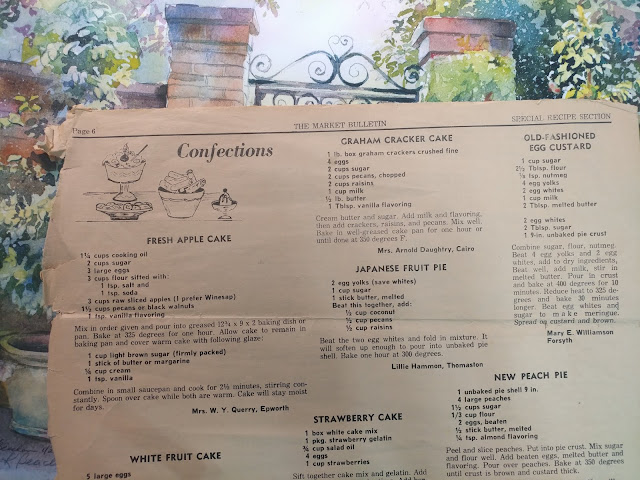 Page 6
THE MARKET BULLETIN
SPECIAL RECIPE SECTION
Confections
FRESH APPLE CAKE
1¼ cups cooking oil
2 cups sugar
3 large eggs
3 cups flour sifted with:
1 tsp. salt and
1 tsp. soda
3 cups raw sliced apples (I prefer Winesap)
1½ cups pecans or black walnuts
1 tsp. vanilla flavoring
Mix in order given and pour into greased 12¾ x 9 x 2 baking dish or
pan. Bake at 325 degrees for one hour. Allow cake to remain in
baking pan and cover warm cake with following glaze:
1 cup light brown sugar (firmly packed)
1 stick of butter or margarine
¼ cup cream
1 tsp. vanilla
Combine in small saucepan and cook for 2½ minutes, stirring con-
stantly. Spoon over cake while both are warm. Cake will stay moist
for days.
Mrs. W. Y. Querry, Epworth
WHITE FRUIT CAKE
5 large eggs
GRAHAM CRACKER CAKE
1 lb. box graham crackers crushed fine
4 eggs
2 cups sugar
2 cups pecans, chopped
2 cups raisins
1 cup milk
½ lb. butter
1 Tbisp. vanilla flavoring
Cream butter and sugar. Add milk and flavoring,
then add crackers, raisins, and pecans. Mix well.
Bake in well-greased cake pan for one hour or
until done at 350 degrees F.
Mrs. Arnold Daughtry, Cairo
JAPANESE FRUIT PIE
2 egg yolks (save whites)
1 cup sugar
1 stick butter, melted
Beat this together, add:
½ cup coconut
½ cup pecans
½ cup raisins
Beat the two egg whites and fold in mixture. It
will soften up enough to pour into unbaked pie
shell. Bake one hour at 300 degrees.
Lillie Hammon, Thomaston
STRAWBERRY CAKE
1 box white cake mix
1 pkg. strawberry gelatin
¾ cup salad oil
4 eggs
1 cup strawberries
Sift together cake mix and gelatin. Add
OLD-FASHIONED
EGG CUSTARD
1 cup sugar
2½ Tbisp. flour
tsp. nutmeg
4 egg yolks
2 egg whites
1 cup milk
2 Tbisp. melted butter
2 egg whites
2 Tbisp. sugar
1 9-in. unbaked pie crust
Combine sugar, flour, nutmeg.
Beat 4 egg yolks and 2 egg
whites, add to dry ingredients,
Beat well, add milk, stir in
melted butter. Pour in crust
and bake at 400 degrees for 10
minutes. Reduce heat to 325 de-
grees and bake 30 minutes
longer. Beat egg whites and
sugar to make meringue.
Spread on custard and brown.
Mary E. Williamson
Forsyth
NEW PEACH PIE
1 unbaked pie shell 9 in.
4 large peaches
1½ cups sugar
1/3 cup flour
2 eggs, beaten
½ stick butter, melted
¼ tsp. almond flavoring
Peel and slice peaches. Put into pie crust. Mix sugar
and flour well. Add beaten eggs, melted butter and
flavoring. Pour over peaches. Bake at 350 degrees
until crust is brown and custard thick.